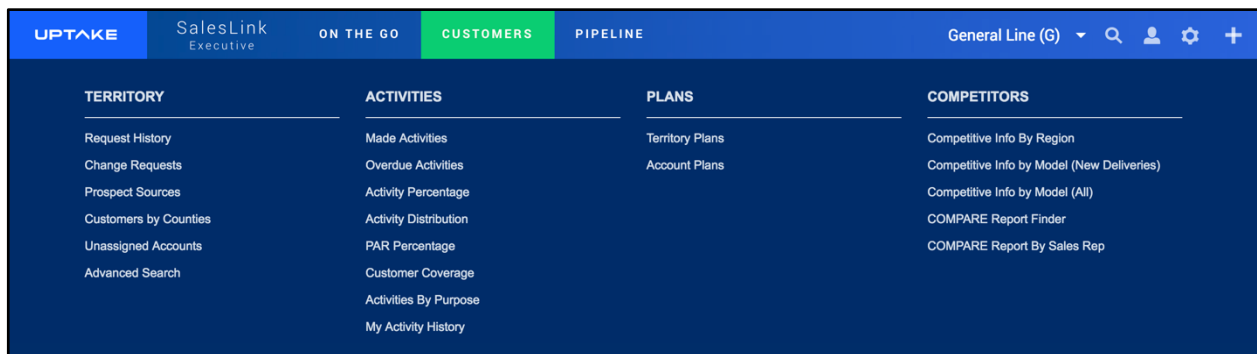 UPTAKE
SalesLink
Executive
ON THE GO
CUSTOMERS
PIPELINE
General Line (G)
TERRITORY
Request History
Change Requests
Prospect Sources
Customers by Counties
Unassigned Accounts
Advanced Search
ACTIVITIES
Made Activities
Overdue Activities
Activity Percentage
Activity Distribution
PAR Percentage
Customer Coverage
Activities By Purpose
My Activity History
PLANS
Territory Plans
Account Plans
COMPETITORS
Competitive Info By Region
Competitive Info by Model (New Deliveries)
Competitive Info by Model (All)
COMPARE Report Finder
COMPARE Report By Sales Rep